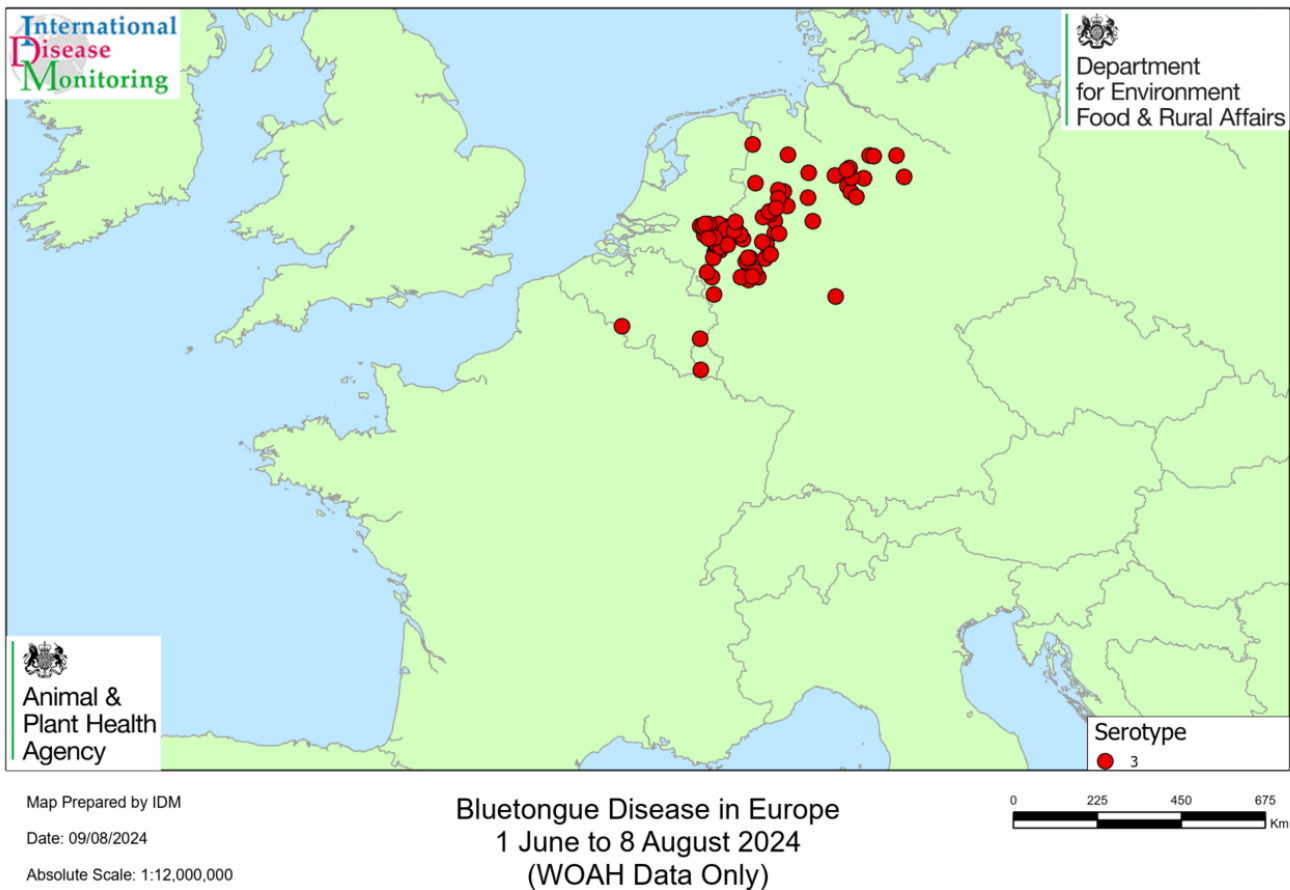 International
Disease
Monitoring
Department
for Environment
Food & Rural Affairs
Animal &
Plant Health
Agency
Serotype
3
Map Prepared by IDM
Date: 09/08/2024
Absolute Scale: 1:12,000,000
Bluetongue Disease in Europe
1 June to 8 August 2024
(WOAH Data Only)
0 225 450 675
Km